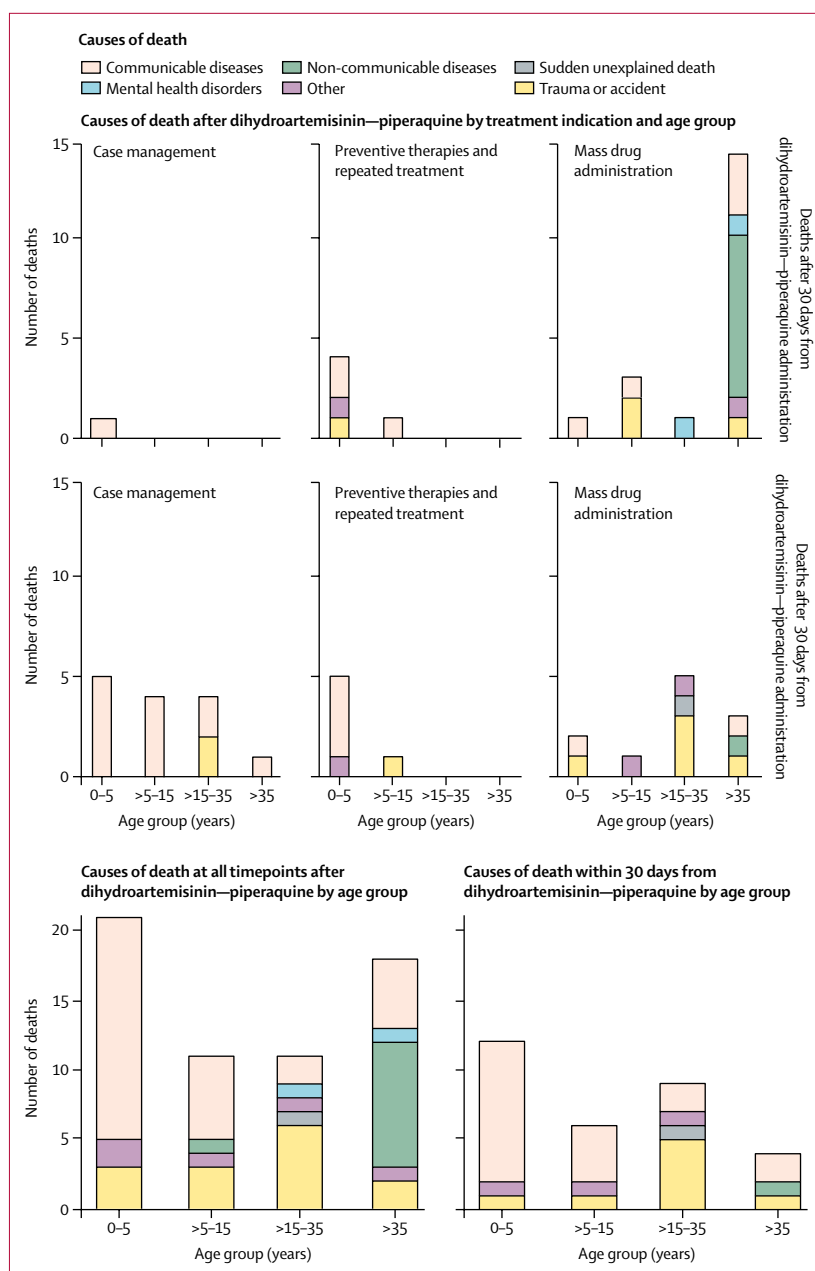 Causes of death
Communicable diseases Non-communicable diseases Sudden unexplained death
Mental health disorders Other Trauma or accident
Causes of death after dihydroartemisinin—piperaquine by treatment indication and age group
Number of deaths
15
10
5
0
Case management
Preventive therapies and
repeated treatment
Mass drug
administration
Deaths after 30 days from
dihydroartemisinin—piperaquine administration
Number of deaths
15
10
5
0
Case management
Preventive therapies and
repeated treatment
Mass drug
administration
Deaths after 30 days from
dihydroartemisinin—piperaquine administration
0–5 >5–15 >15–35 >35
Age group (years)
0–5 >5–15 >15–35 >35
Age group (years)
0–5 >5–15 >15–35 >35
Age group (years)
Causes of death at all timepoints after
dihydroartemisinin—piperaquine by age group
Number of deaths
20
15
10
5
0
0–5 >5–15 >15–35 >35
Age group (years)
Causes of death within 30 days from
dihydroartemisinin—piperaquine by age group
0–5 >5–15 >15–35 >35
Age group (years)